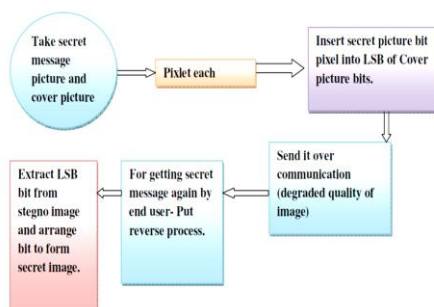 Take secret
message
picture and
cover picture
Pixlet each
Insert secret picture bit
pixel into LSB of Cover
picture bits.
Send it over
communication
(degraded quality of
image)
For getting secret
message again by
end user- Put
reverse process.
Extract LSB
bit from
stegno image
and arrange
bit to form
secret image.